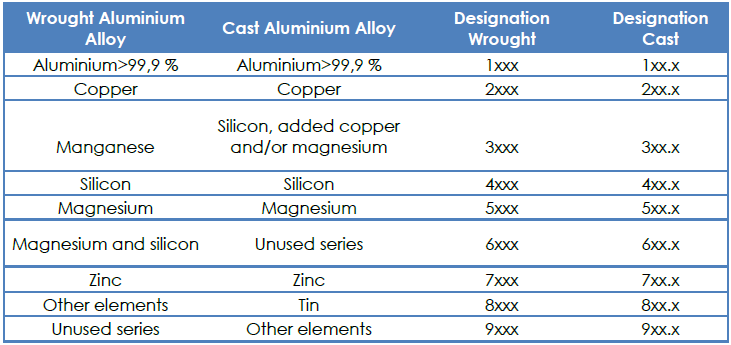 Wrought Aluminium Alloy Cast Aluminium Alloy Designation Wrought Designation Cast
Aluminium>99,9 % Aluminium>99,9 % 1xxx 1xx.x
Copper Copper 2xxx 2xx.x
Manganese Silicon, added copper and/or magnesium 3xxx 3xx.x
Silicon Silicon 4xxx 4xx.x
Magnesium Magnesium 5xxx 5xx.x
Magnesium and silicon Unused series 6xxx 6xx.x
Zinc Zinc 7xxx 7xx.x
Other elements Tin 8xxx 8xx.x
Unused series Other elements 9xxx 9xx.x